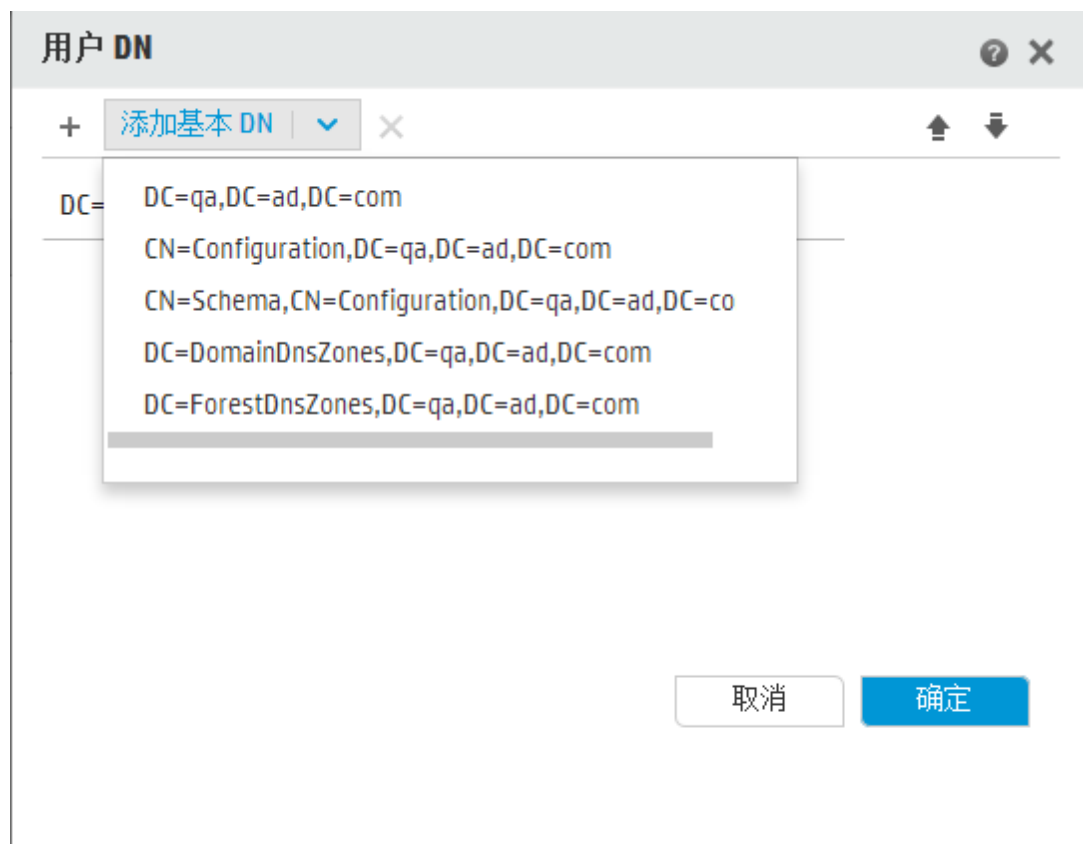 用户 DN
添加基本 DN
DC=
DC=qa,DC=ad,DC=com
CN=Configuration,DC=qa,DC=ad,DC=com
CN=Schema,CN=Configuration,DC=qa,DC=ad,DC=co
DC=DomainDnsZones,DC=qa,DC=ad,DC=com
DC=ForestDnsZones,DC=qa,DC=ad,DC=com
取消 确定